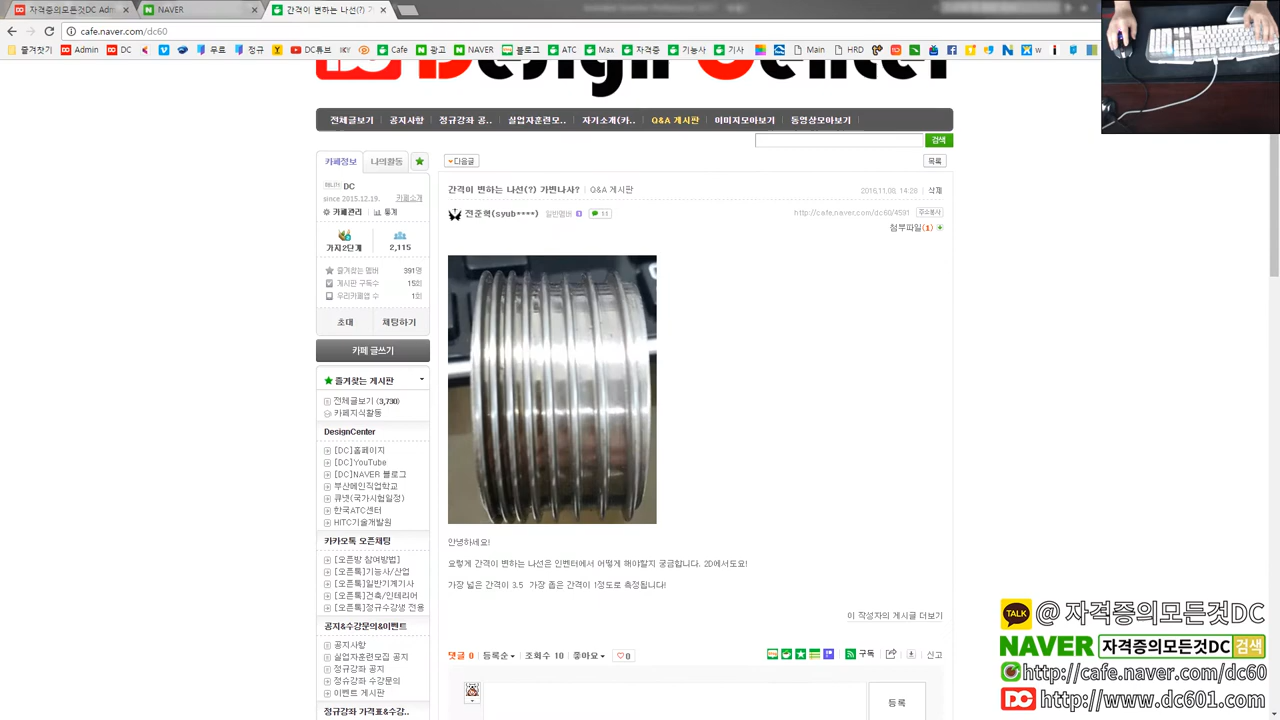 자격증의모든것DC Adm
NAVER
간격이 변하는 나선(?) 가
cafe.naver.com/dc60
즐겨찾기 Admin DC 무료 정규 DC튜브 IKY Cafe 광고 NAVER 블로그 ATC Max 자격증 기능사 기사 Main HRD
Design Center
전체글보기 공지사항 정규강좌 공.. 실업자훈련모.. 자기소개(카.. Q&A 게시판 이미지모아보기 동영상모아보기
검색
카페정보 나의활동 다음글 목록
매니저 DC
since 2015.12.19. 카페소개
카페관리 통계
가지2단계 2,115
즐겨찾는 멤버 391명
게시판 구독수 15회
우리카페앱 수 1회
초대 채팅하기
카페 글쓰기
즐겨찾는 게시판
전체글보기 (3,730)
카페지식활동
DesignCenter
[DC]홈페이지
[DC]YouTube
[DC]NAVER 블로그
부산메인직업학교
큐넷(국가시험일정)
한국ATC센터
HITC기술개발원
카카오톡 오픈채팅
[오픈방 참여방법]
[오픈톡]기능사/산업
[오픈톡]일반기계기사
[오픈톡]건축/인테리어
[오픈톡]정규수강생 전용
공지&수강문의&이벤트
공지사항
실업자훈련모집 공지
정규강좌 공지
정슈강좌 수강문의
이벤트 게시판
정규강좌 가격표&수강..
간격이 변하는 나선(?) 가변나사? Q&A 게시판 2016.11.08. 14:28 삭제
전준혁(syub****) 일반멤버 11 http://cafe.naver.com/dc60/4591 주소복사
첨부파일(1)
안녕하세요!
요렇게 간격이 변하는 나선은 인벤터에서 어떻게 해야할지 궁금합니다. 2D에서도요!
가장 넓은 간격이 3.5 가장 좁은 간격이 1정도로 측정됩니다!
이 작성자의 게시글 더보기
댓글 0 등록순 조회수 10 좋아요 0 구독 신고
등록
TALK @ 자격증의모든것DC
NAVER 자격증의모든것DC 검색
http://cafe.naver.com/dc60
DC http://www.dc601.com